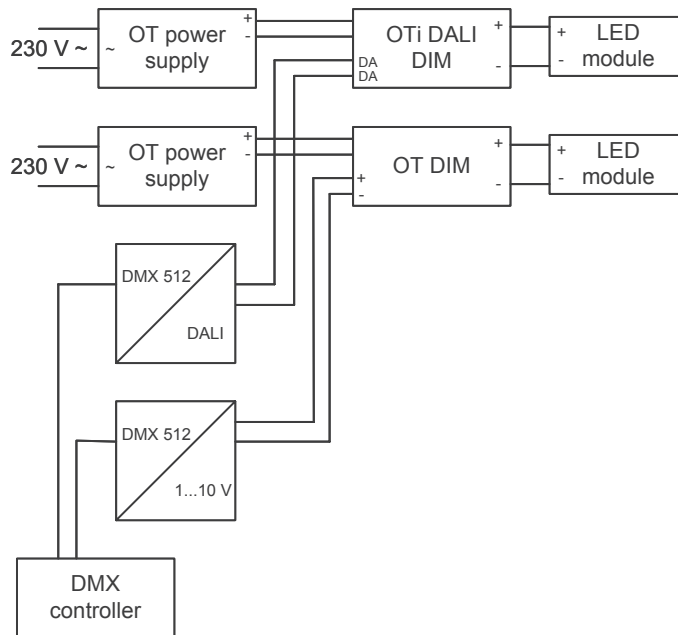 230 V ~
~
OT power
supply
+
-
OTi DALI
DIM
DA
DA
+
-
+
-
LED
module
230 V ~
~
OT power
supply
+
-
OT DIM
+
-
+
-
+
-
LED
module
DMX 512
DALI
DMX 512
1...10 V
DMX
controller